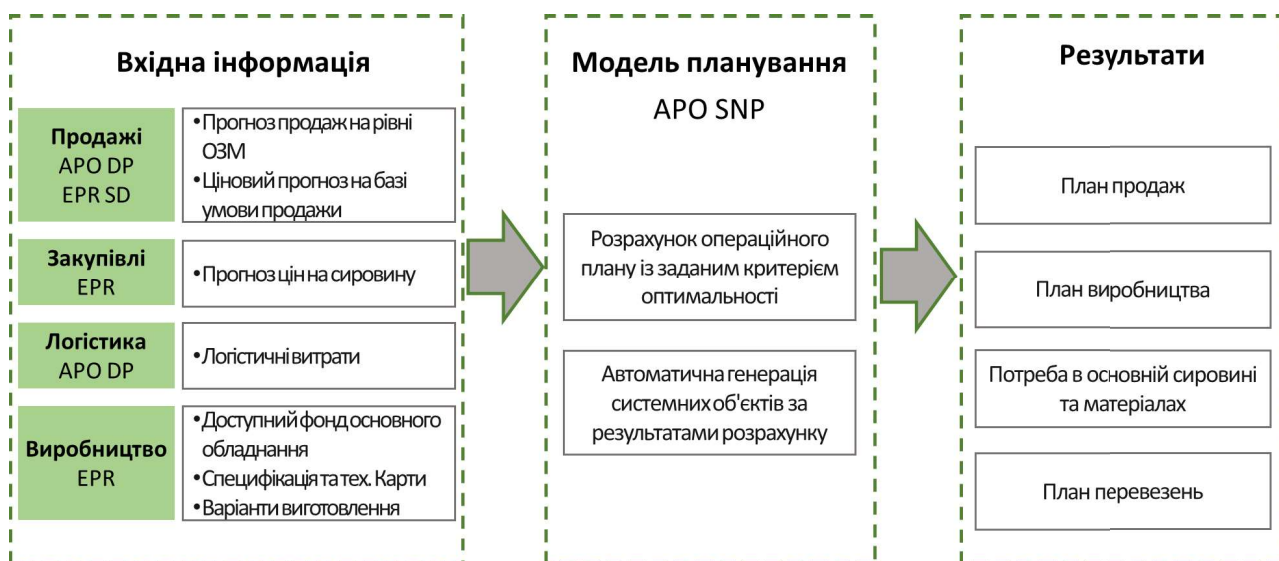 Вхідна інформація
Продажі
APO DP
EPR SD
•Прогноз продаж на рівні
ОЗМ
•Ціновий прогноз на базі
умови продажи
Закупівлі
EPR
•Прогноз цін на сировину
Логістика
APO DP
•Логістичні витрати
Виробництво
EPR
•Доступний фонд основного
обладнання
•Специфікація та тех. Карти
•Варіанти виготовлення
Модель планування
APO SNP
Розрахунок операційного
плану із заданим критерієм
оптимальності
Автоматична генерація
системних об'єктів за
результатами розрахунку
Результати
План продаж
План виробництва
Потреба в основній сировині
та матеріалах
План перевезень